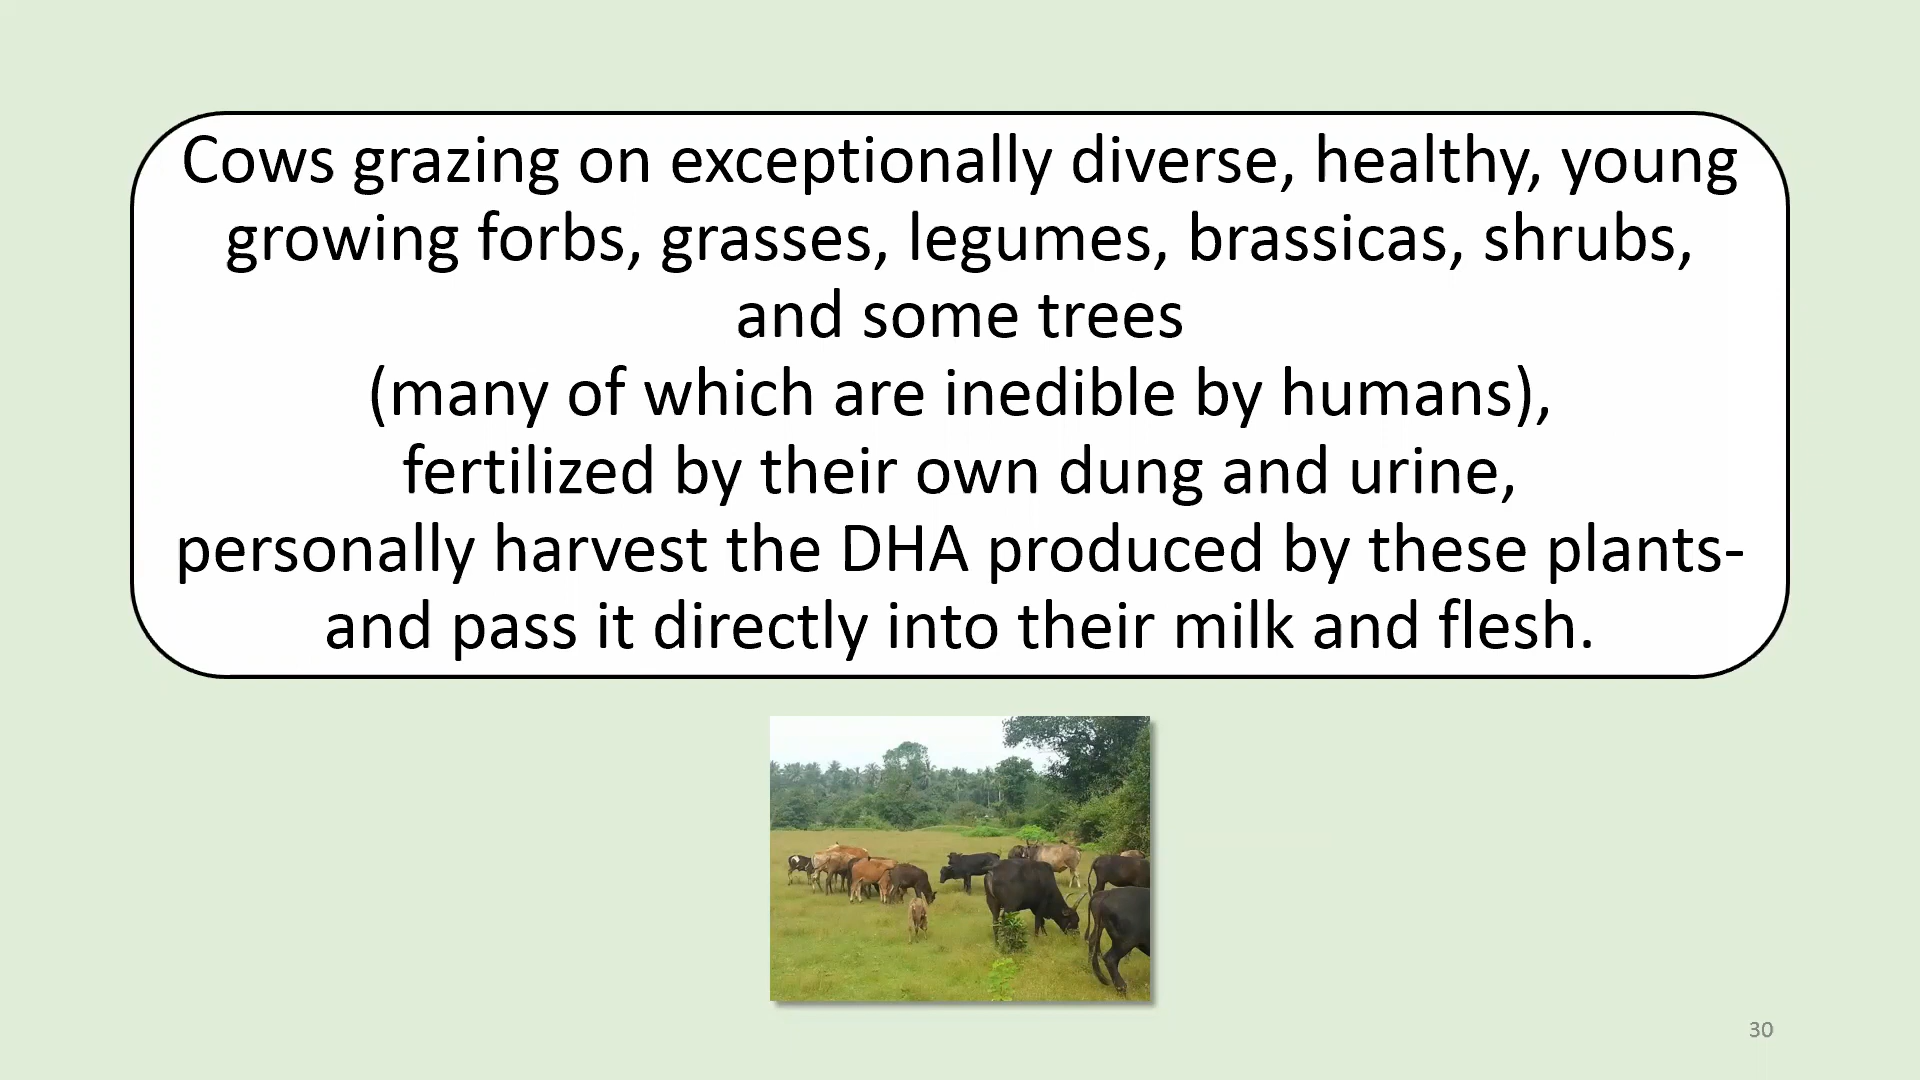 Cows grazing on exceptionally diverse, healthy, young
growing forbs, grasses, legumes, brassicas, shrubs,
and some trees
(many of which are inedible by humans),
fertilized by their own dung and urine,
personally harvest the DHA produced by these plants-
and pass it directly into their milk and flesh.
30